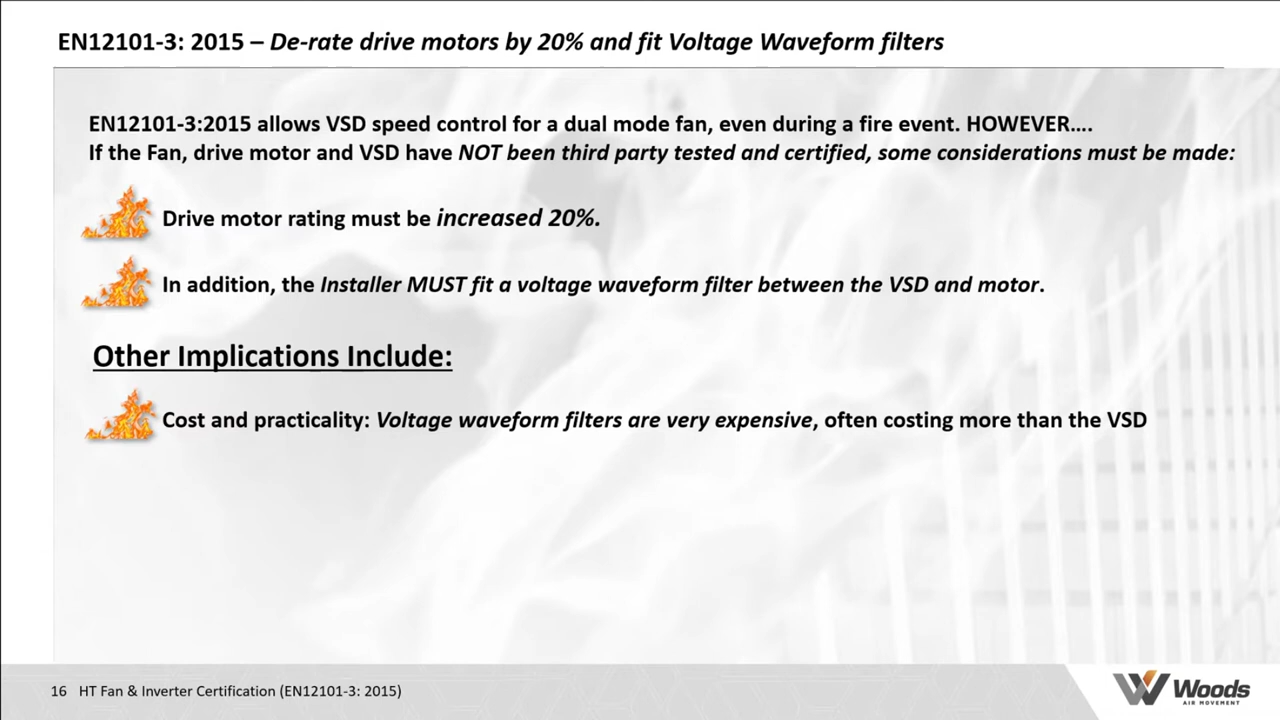 EN12101-3: 2015 – De-rate drive motors by 20% and fit Voltage Waveform filters
EN12101-3:2015 allows VSD speed control for a dual mode fan, even during a fire event. HOWEVER....
If the Fan, drive motor and VSD have NOT been third party tested and certified, some considerations must be made:
Drive motor rating must be increased 20%.
In addition, the Installer MUST fit a voltage waveform filter between the VSD and motor.
Other Implications Include:
Cost and practicality: Voltage waveform filters are very expensive, often costing more than the VSD
16 HT Fan & Inverter Certification (EN12101-3: 2015)
Woods
AIR MOVEMENT